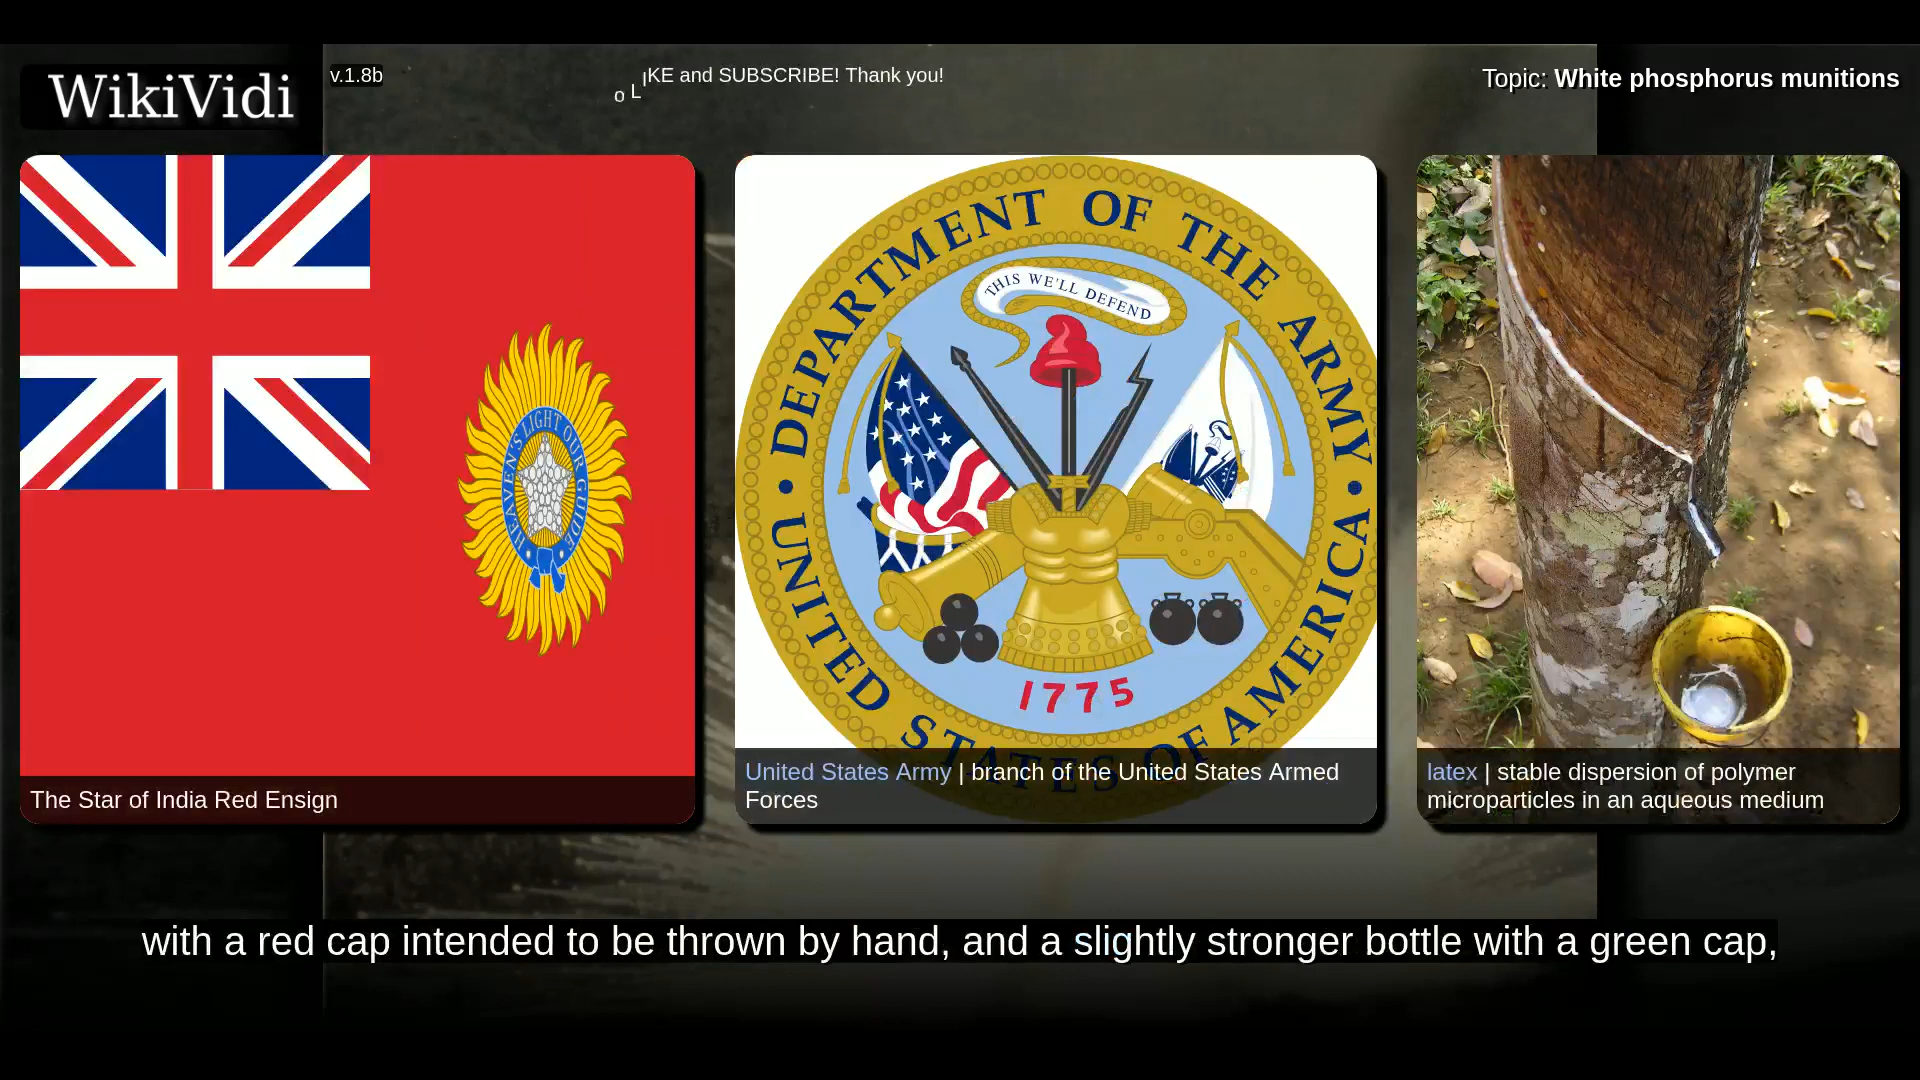 WikiVidi
v.1.8b
o LIKE and SUBSCRIBE! Thank you!
Topic: White phosphorus munitions
HEAVEN'S LIGHT OUR GUIDE
DEPARTMENT OF THE ARMY
THIS WE'LL DEFEND
1775
UNITED STATES OF AMERICA
The Star of India Red Ensign
United States Army | branch of the United States Armed
Forces
latex | stable dispersion of polymer
microparticles in an aqueous medium
with a red cap intended to be thrown by hand, and a slightly stronger bottle with a green cap,